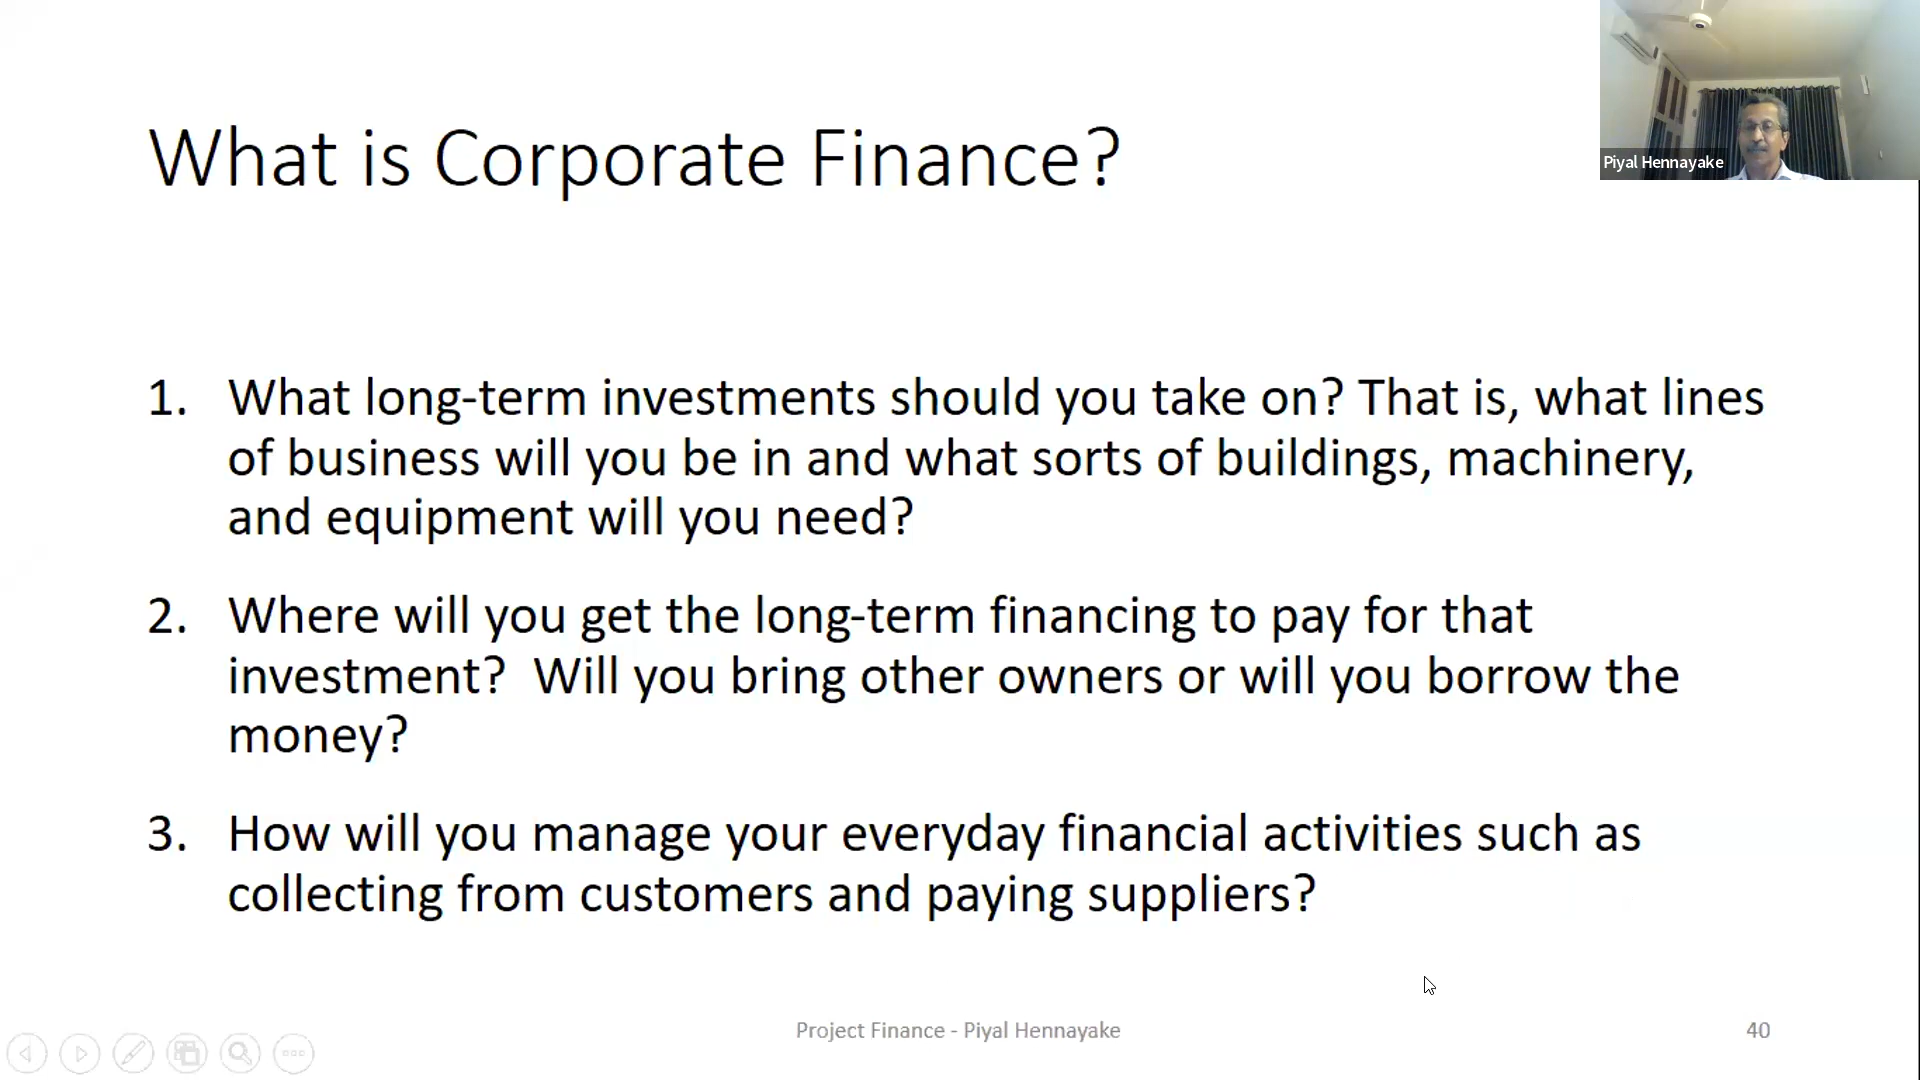 Piyal Hennayake
What is Corporate Finance?
1. What long-term investments should you take on? That is, what lines
of business will you be in and what sorts of buildings, machinery,
and equipment will you need?
2. Where will you get the long-term financing to pay for that
investment?  Will you bring other owners or will you borrow the
money?
3. How will you manage your everyday financial activities such as
collecting from customers and paying suppliers?
Project Finance - Piyal Hennayake
40